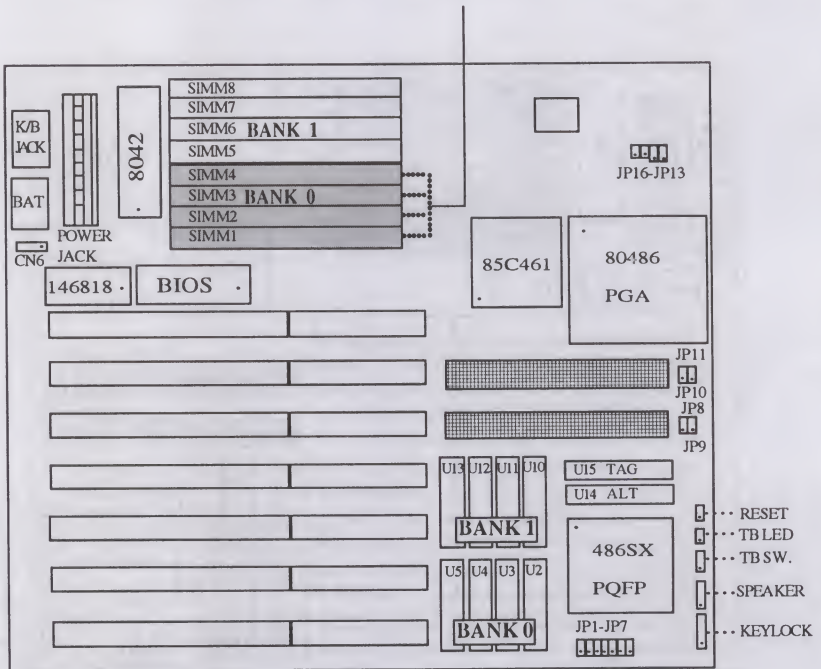 SIMM8
SIMM7
SIMM6 BANK 1
SIMM5
SIMM4
SIMM3 BANK 0
SIMM2
SIMM1
K/B
JACK
BAT
CN6
POWER
JACK
8042
146818
BIOS
JP16-JP13
85C461
80486
PGA
JP11
JP10
JP8
JP9
U13 U12 U11 U10
BANK 1
U5 U4 U3 U2
BANK 0
U15 TAG
U14 ALT
486SX
PQFP
JP1-JP7
RESET
TB LED
TB SW.
SPEAKER
KEYLOCK